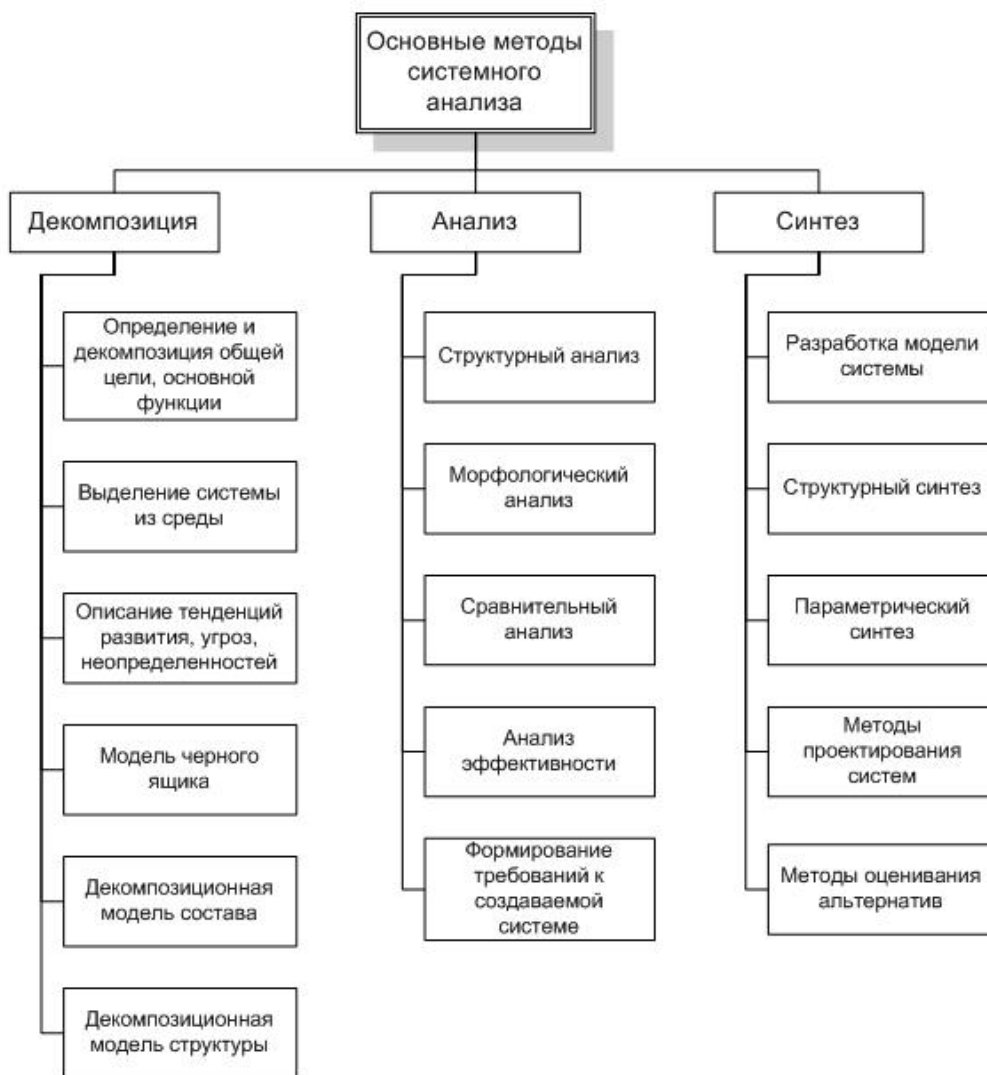 Основные методы
системного
анализа
Декомпозиция
Анализ
Синтез
Определение и
декомпозиция общей
цели, основной
функции
Выделение системы
из среды
Описание тенденций
развития, угроз,
неопределенностей
Модель черного
ящика
Декомпозиционная
модель состава
Декомпозиционная
модель структуры
Структурный анализ
Морфологический
анализ
Сравнительный
анализ
Анализ
эффективности
Формирование
требований к
создаваемой
системе
Разработка модели
системы
Структурный синтез
Параметрический
синтез
Методы
проектирования
систем
Методы оценивания
альтернатив